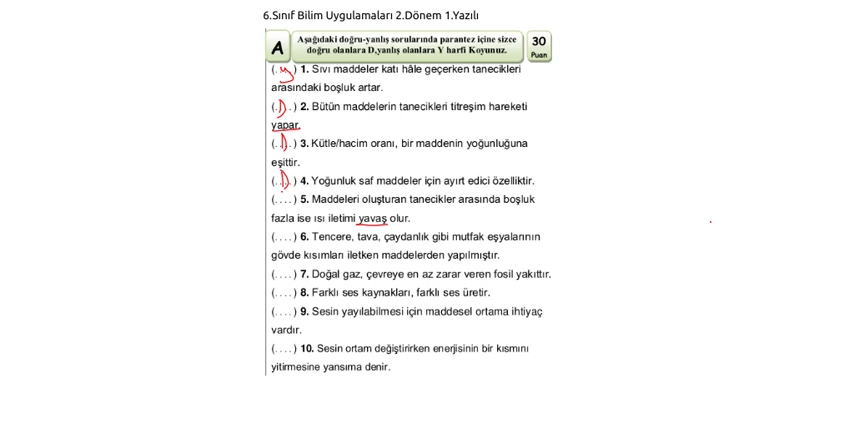 6.Sınıf Bilim Uygulamaları 2.Dönem 1.Yazılı
A
Aşağıdaki doğru-yanlış sorularında parantez içine sizce
doğru olanlara D,yanlış olanlara Y harfi Koyunuz.
30
Puan
(. y ) 1. Sıvı maddeler katı hâle geçerken tanecikleri
arasındaki boşluk artar.
(. D . ) 2. Bütün maddelerin tanecikleri titreşim hareketi
yapar.
(. D . ) 3. Kütle/hacim oranı, bir maddenin yoğunluğuna
eşittir.
(. D . ) 4. Yoğunluk saf maddeler için ayırt edici özelliktir.
(. . . . ) 5. Maddeleri oluşturan tanecikler arasında boşluk
fazla ise ısı iletimi yavaş olur.
(. . . . ) 6. Tencere, tava, çaydanlık gibi mutfak eşyalarının
gövde kısımları iletken maddelerden yapılmıştır.
(. . . . ) 7. Doğal gaz, çevreye en az zarar veren fosil yakıttır.
(. . . . ) 8. Farklı ses kaynakları, farklı ses üretir.
(. . . . ) 9. Sesin yayılabilmesi için maddesel ortama ihtiyaç
vardır.
(. . . . ) 10. Sesin ortam değiştirirken enerjisinin bir kısmını
yitirmesine yansıma denir.